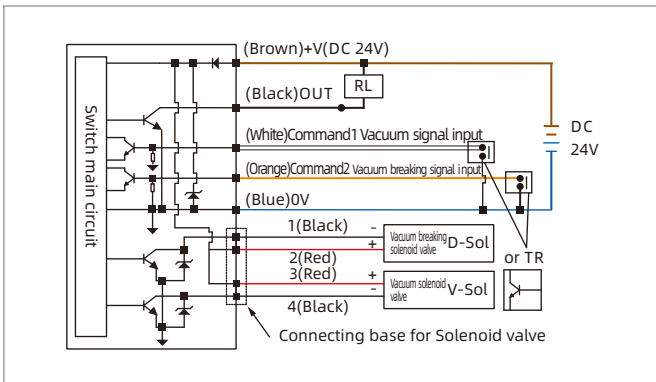 (Brown)+V(DC 24V)
RL
(Black)OUT
Switch main circuit
(White)Command1 Vacuum signal input
DC
24V
(Orange)Command2 Vacuum breaking signal input
(Blue)0V
1(Black)
-
+
Vacuum breaking
solenoid valve
D-Sol
2(Red)
3(Red)
or TR
+
-
Vacuum solenoid
valve
V-Sol
4(Black)
Connecting base for Solenoid valve